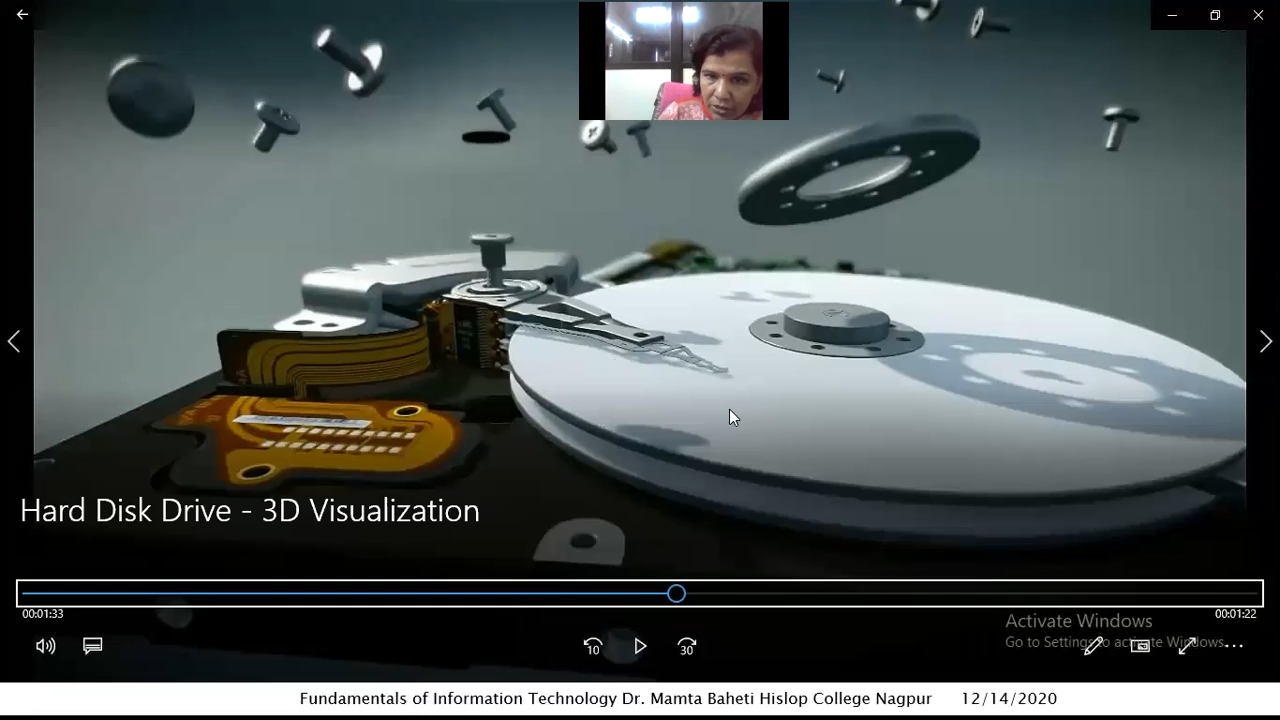 Hard Disk Drive - 3D Visualization
00:01:33
00:01:22
10
30
Activate Windows
Go to Settings to activate Windows.
Fundamentals of Information Technology Dr. Mamta Baheti Hislop College Nagpur 12/14/2020